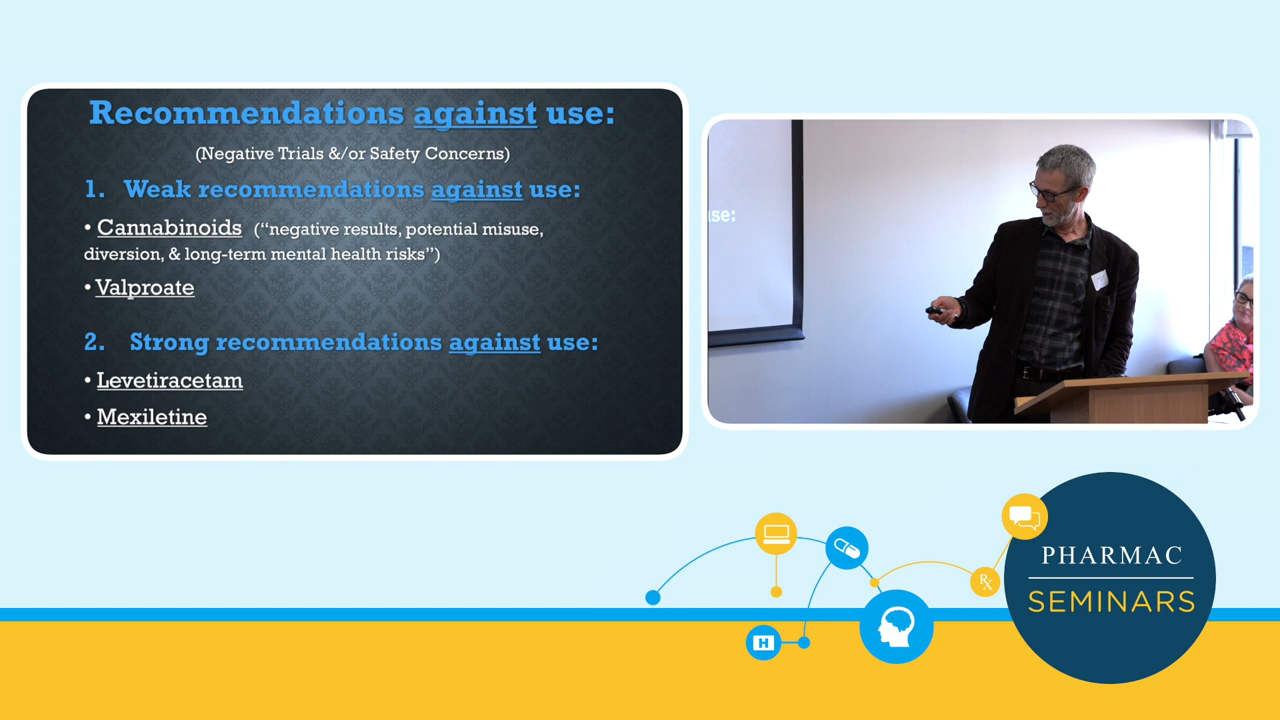 Recommendations against use:
(Negative Trials &/or Safety Concerns)
1. Weak recommendations against use:
• Cannabinoids (“negative results, potential misuse,
diversion, & long-term mental health risks”)
• Valproate
2. Strong recommendations against use:
• Levetiracetam
• Mexiletine
use:
H
Rx
PHARMAC
SEMINARS